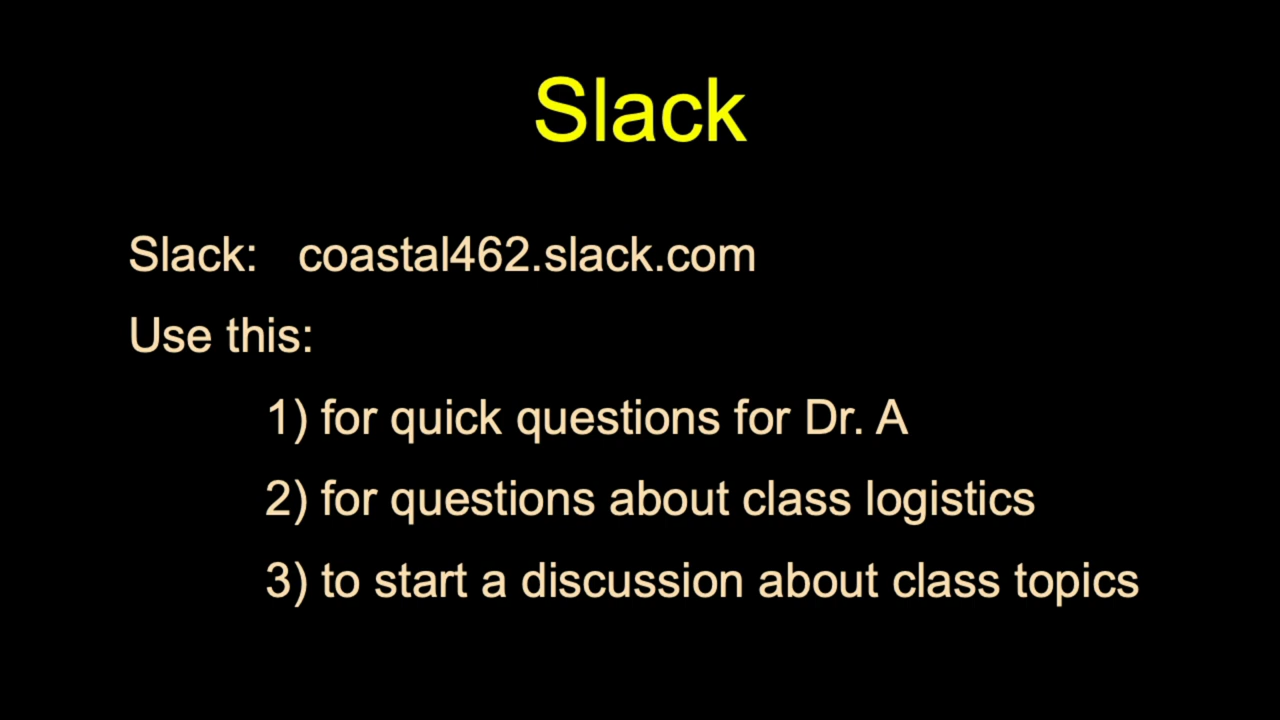 Slack
Slack: coastal462.slack.com
Use this:
1) for quick questions for Dr. A
2) for questions about class logistics
3) to start a discussion about class topics